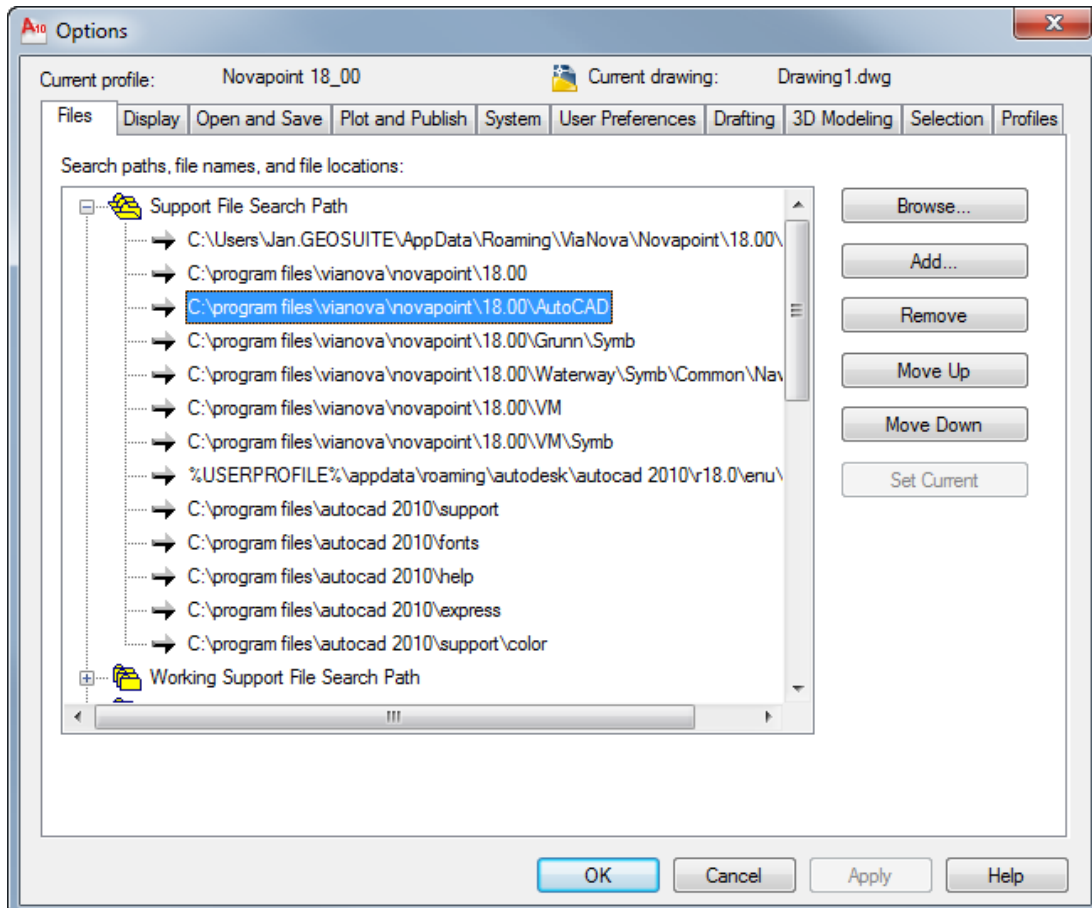 A10 Options
Current profile: Novapoint 18_00 Current drawing: Drawing1.dwg
Files Display Open and Save Plot and Publish System User Preferences Drafting 3D Modeling Selection Profiles
Search paths, file names, and file locations:
Support File Search Path
C:\Users\Jan.GEOSUITE\AppData\Roaming\ViaNova\Novapoint\18.00\
C:\program files\vianova\novapoint\18.00
C:\program files\vianova\novapoint\18.00\AutoCAD
C:\program files\vianova\novapoint\18.00\Grunn\Symb
C:\program files\vianova\novapoint\18.00\Waterway\Symb\Common\Nav
C:\program files\vianova\novapoint\18.00\VM
C:\program files\vianova\novapoint\18.00\VM\Symb
%USERPROFILE%\appdata\roaming\autodesk\autocad 2010\r18.0\enu\
C:\program files\autocad 2010\support
C:\program files\autocad 2010\fonts
C:\program files\autocad 2010\help
C:\program files\autocad 2010\express
C:\program files\autocad 2010\support\color
Working Support File Search Path
Browse...
Add...
Remove
Move Up
Move Down
Set Current
OK Cancel Apply Help